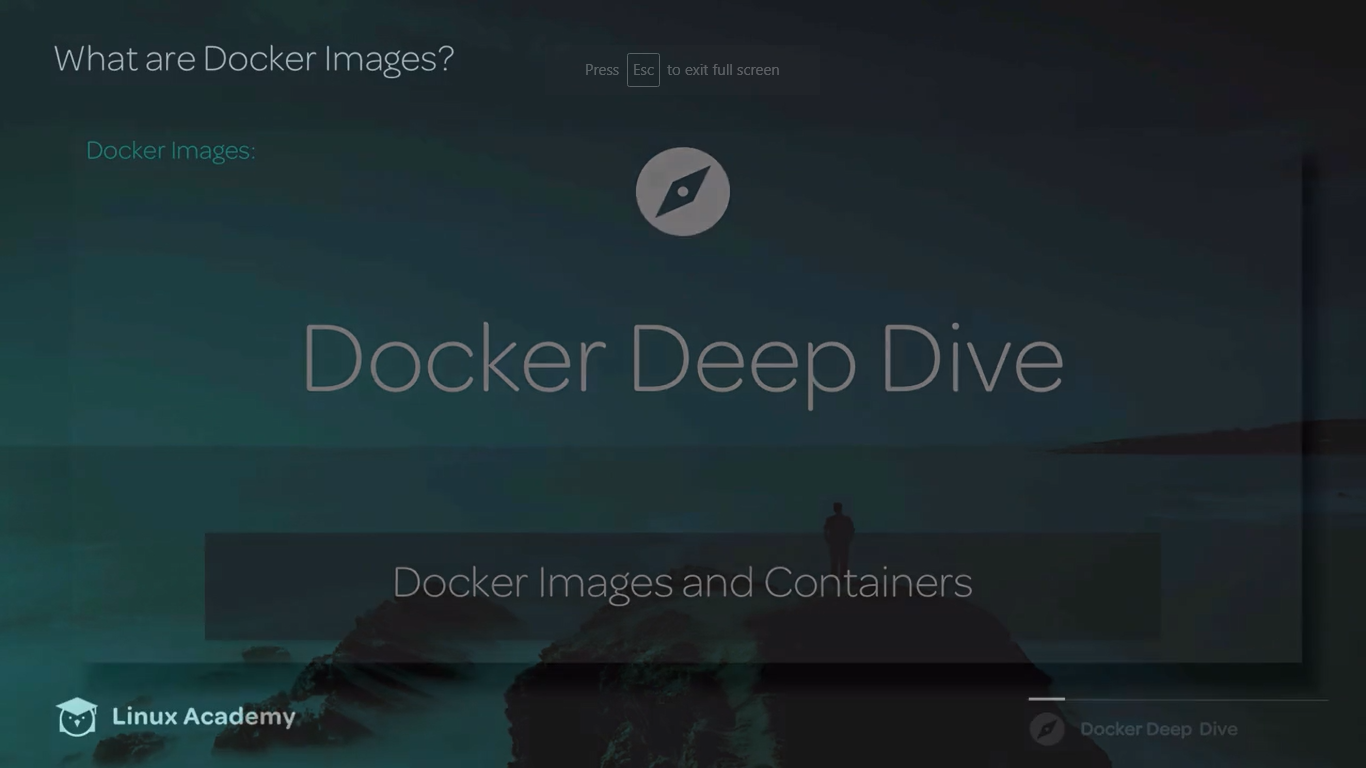 What are Docker Images?
Press Esc to exit full screen
Docker Images:
Docker Deep Dive
Docker Images and Containers
Linux Academy
Docker Deep Dive